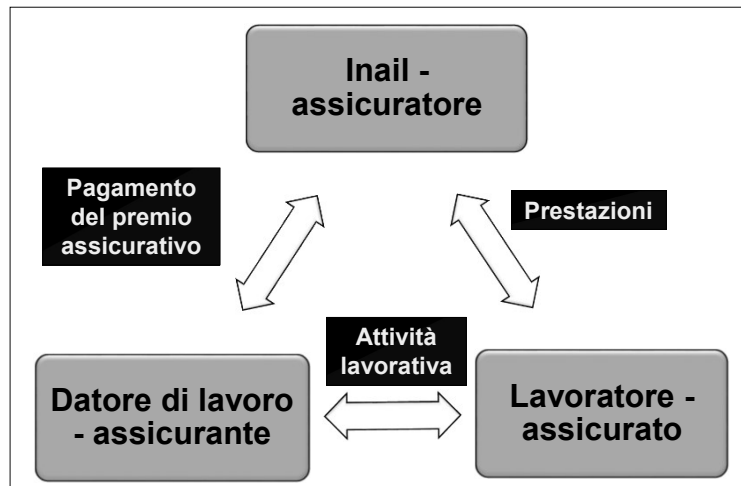 Inail -
assicuratore
Pagamento
del premio
assicurativo
Prestazioni
Attività
lavorativa
Datore di lavoro
- assicurante
Lavoratore -
assicurato